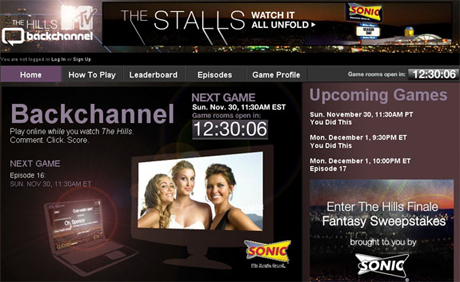 THE HILLS
MTV
backchannel
THE STALLS
WATCH IT
ALL UNFOLD
SONIC
You are not logged in Log In or Sign Up
Home
How To Play
Leaderboard
Episodes
Game Profile
Game rooms open in: 12:30:06
Backchannel
Play online while you watch The Hills.
Comment. Click. Score.
NEXT GAME
SUN. NOV. 30, 11:30AM EST
Game rooms open in:
12:30:06
NEXT GAME
Episode 16:
SUN. NOV 30, 11:30AM ET
SONIC
Upcoming Games
Sun. November 30, 11:30AM PT
You Did This
Mon. December 1, 9:30PM ET
You Did This
Mon. December 1, 10:00PM ET
Episode 17
Enter The Hills Finale
Fantasy Sweepstakes
brought to you by
SONIC